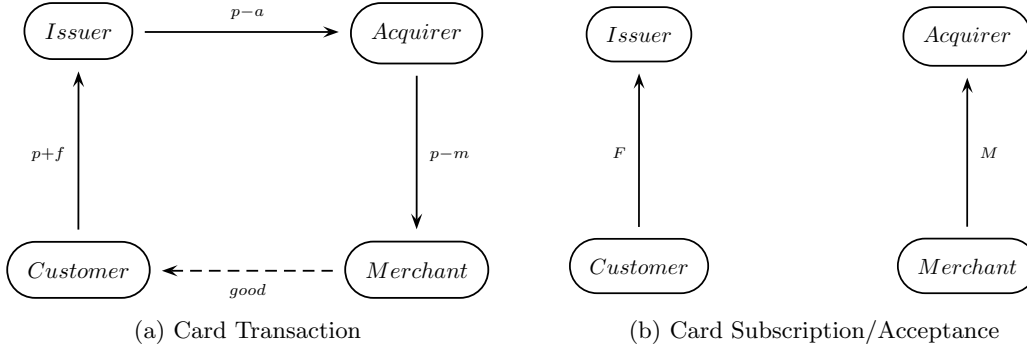 Issuer
p−a
Acquirer
p+f
p−m
Customer
good
Merchant
(a) Card Transaction
Issuer
Acquirer
F
M
Customer
Merchant
(b) Card Subscription/Acceptance